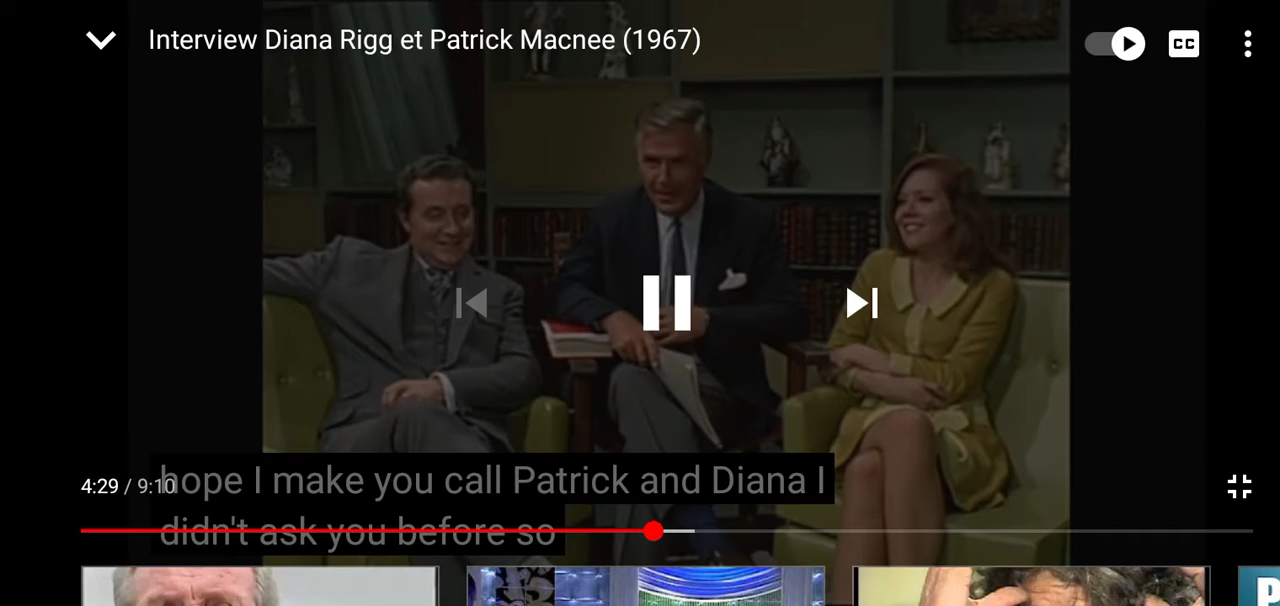 Interview Diana Rigg et Patrick Macnee (1967)
CC
hope I make you call Patrick and Diana I
4:29 / 9:10
didn't ask you before so
P